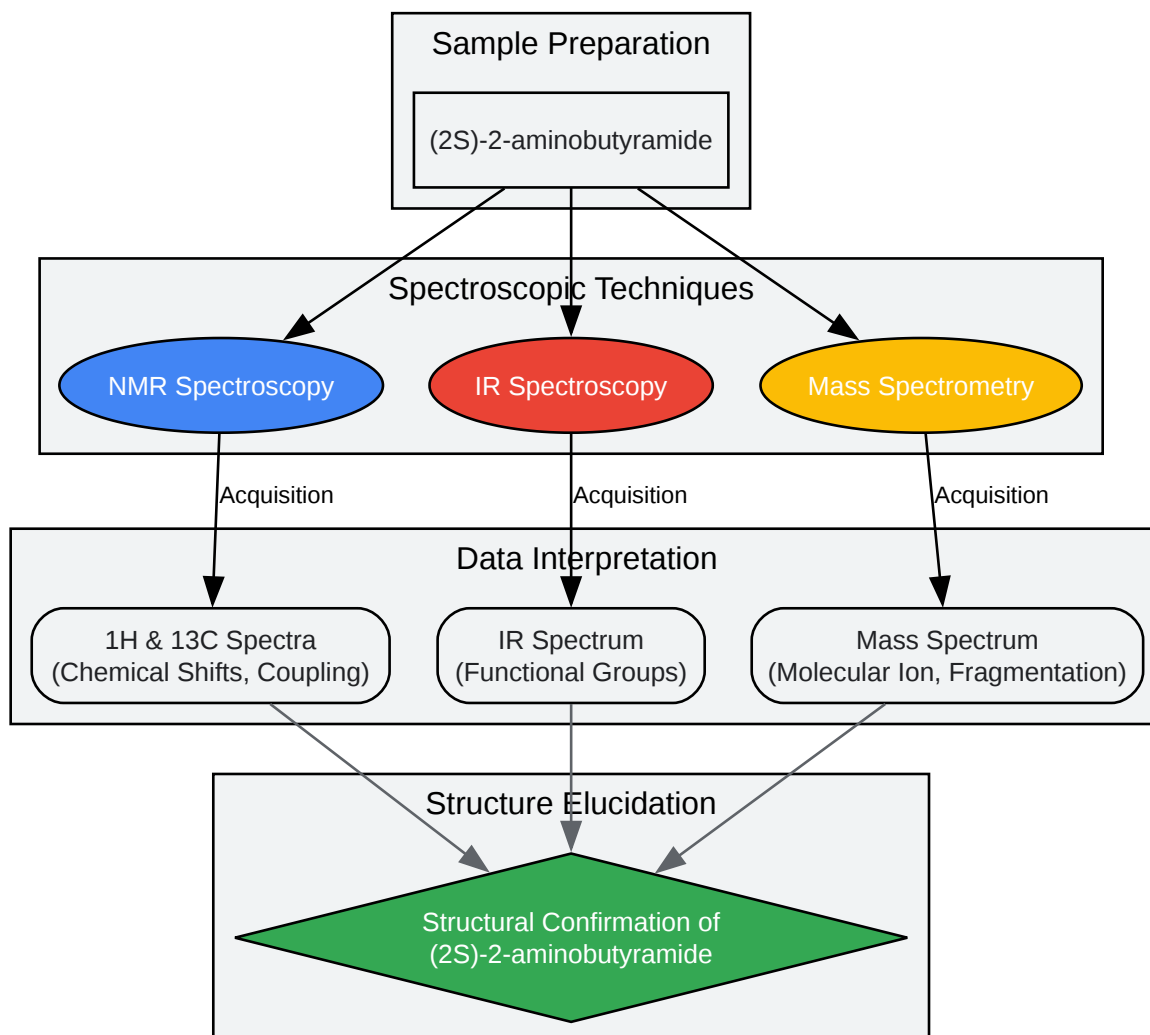 Sample Preparation
(2S)-2-aminobutyramide
Spectroscopic Techniques
NMR Spectroscopy
IR Spectroscopy
Mass Spectrometry
Acquisition
Acquisition
Acquisition
Data Interpretation
1H & 13C Spectra
(Chemical Shifts, Coupling)
IR Spectrum
(Functional Groups)
Mass Spectrum
(Molecular Ion, Fragmentation)
Structure Elucidation
Structural Confirmation of
(2S)-2-aminobutyramide